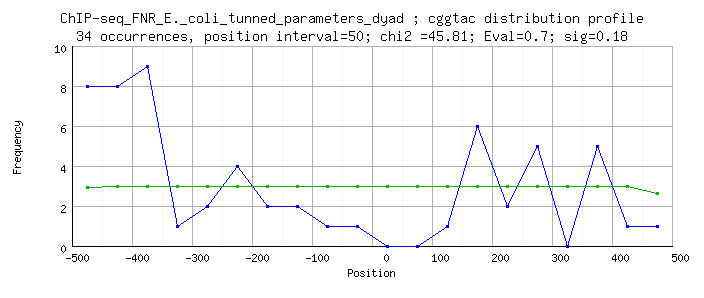 ChIP-seq_FNR_E._coli_tunned_parameters_dyad ; cggtac distribution profile
34 occurrences, position interval=50; chi2 =45.81; Eval=0.7; sig=0.18
10
8
6
4
2
0
Frequency
-500 -400 -300 -200 -100 0 100 200 300 400 500
Position